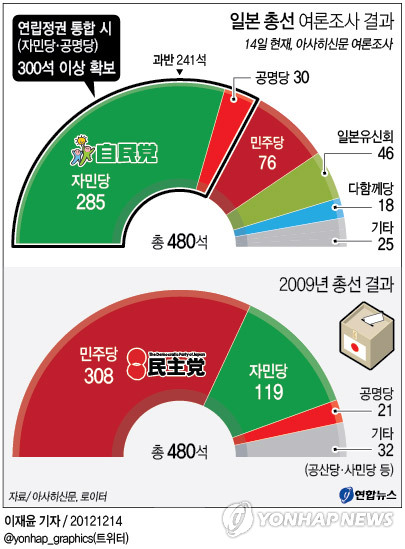 연립정권 통합 시
(자민당·공명당)
300석 이상 확보
일본 총선 여론조사 결과
14일 현재, 아사히신문 여론조사
과반 241석
공명당 30
민주당
76
일본유신회
46
다함께당
18
기타
25
自民党
자민당
285
총 480석
2009년 총선 결과
민주당
308
The Democratic Party of Japan
民主党
자민당
119
공명당
21
기타
32
(공산당·사민당 등)
총 480석
자료/ 아사히신문, 로이터
연합뉴스
YONHAP NEWS
이재윤 기자 / 20121214
@yonhap_graphics(트위터)